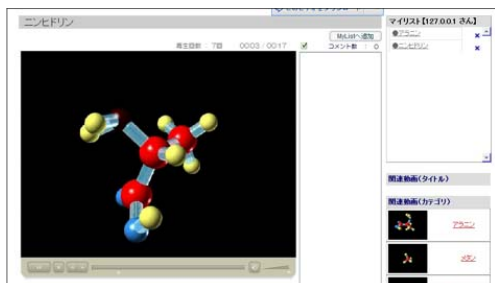 ニンヒドリン
再生回数 : 7回 00:03 / 00:17
MyListへ追加
コメント数 : 0
マイリスト【127.0.0.1 さん】
●アラニン ×
●ニンヒドリン ×
関連動画(タイトル)
関連動画(カテゴリ)
アラニン
メタン